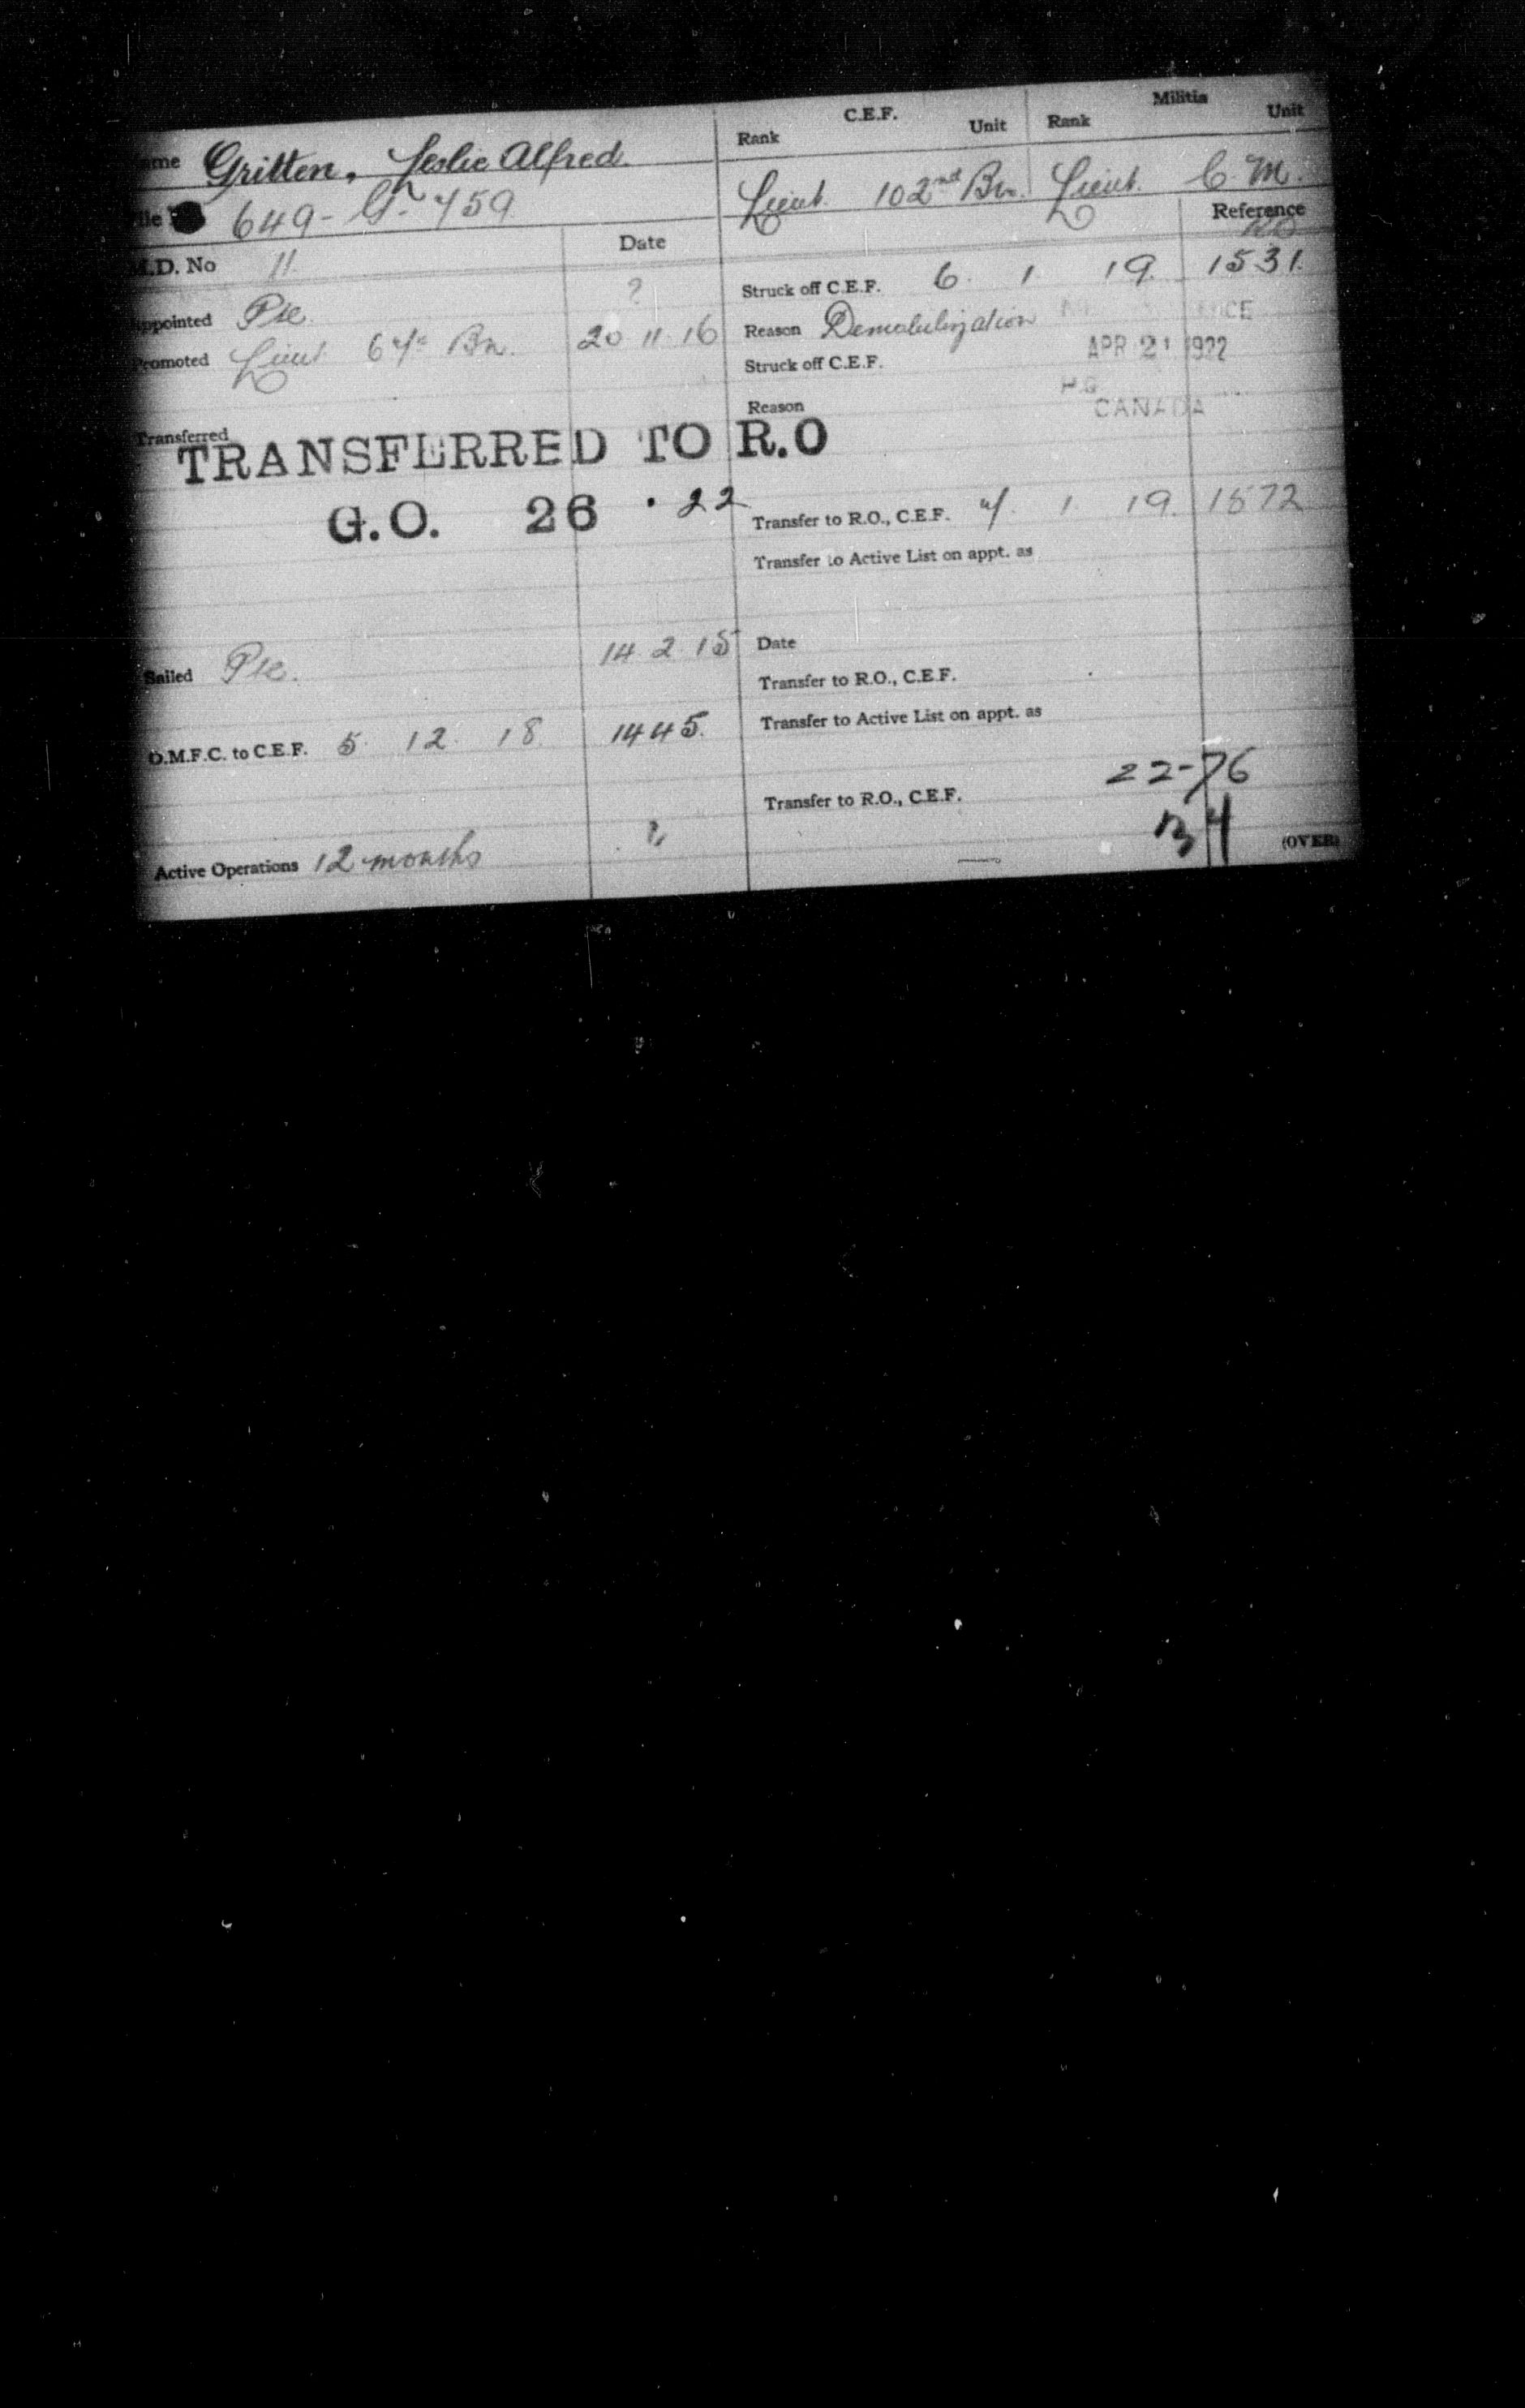 C.E.F. Militia
Rank Unit Rank Unit
ame Gritten, Leslie Alfred
Lieut. 102nd Bn. Lieut. C.M.
ile 649-G-459
Date
Reference
M.D. No 11.
?
Struck off C.E.F. 6. 1 19. 1531.
Appointed Pte.
Reason Demobilization
Promoted Lieut 67th Bn. 20 11 16
APR 21 1922
Struck off C.E.F.
H.Q.
CANADA
Reason
Transferred
TRANSFERRED TO R.O
G.O. 26 . 22
Transfer to R.O., C.E.F. 1 19. 1572
Transfer to Active List on appt. as
Sailed Pte. 14 2 15
Date
Transfer to R.O., C.E.F.
O.M.F.C. to C.E.F. 5 12 18 1445.
Transfer to Active List on appt. as
22-76
Transfer to R.O., C.E.F.
Active Operations 12 months ?
(OVER)